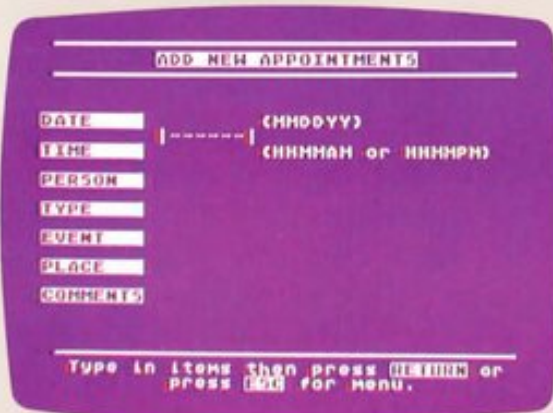 ADD NEW APPOINTMENTS
DATE (MMDDYY)
|------|
TIME (HHMMAM or HHMMPM)
PERSON
TYPE
EVENT
PLACE
COMMENTS
Type in items then press RETURN or
press ESC for menu.